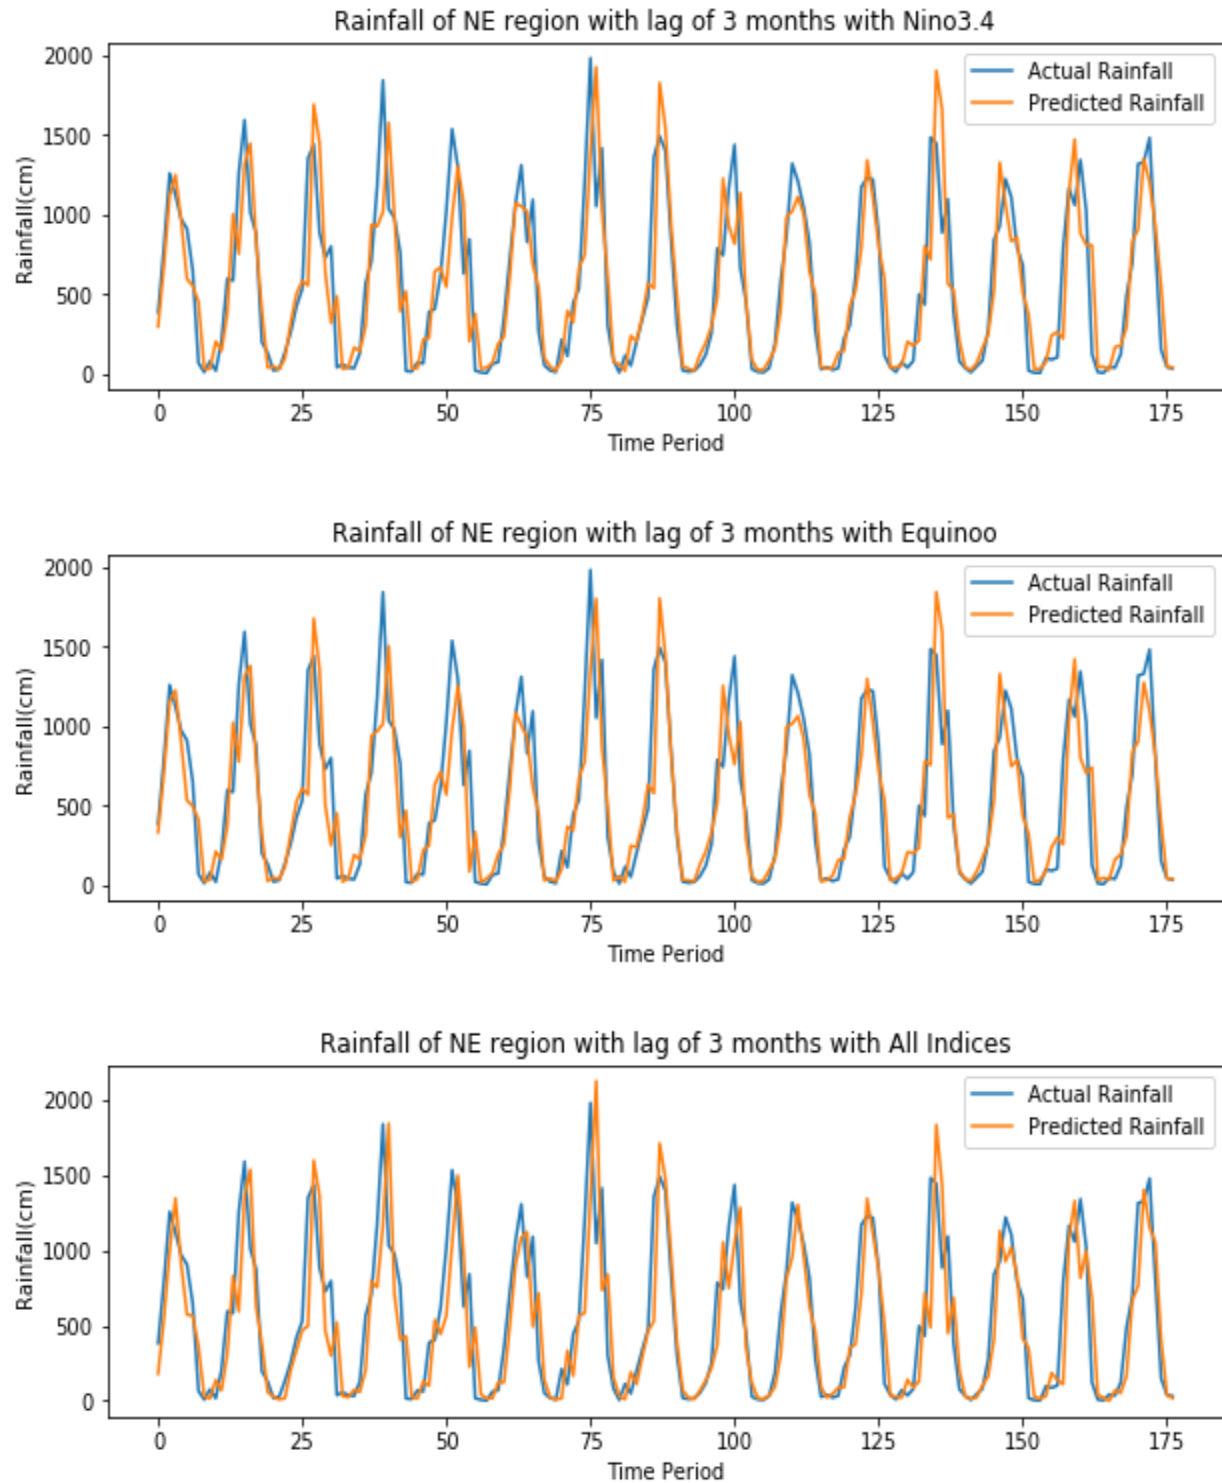 Rainfall of NE region with lag of 3 months with Nino3.4
Actual Rainfall
Predicted Rainfall
Rainfall(cm)
2000
1500
1000
500
0
0 25 50 75 100 125 150 175
Time Period
Rainfall of NE region with lag of 3 months with Equinoo
Actual Rainfall
Predicted Rainfall
Rainfall(cm)
2000
1500
1000
500
0
0 25 50 75 100 125 150 175
Time Period
Rainfall of NE region with lag of 3 months with All Indices
Actual Rainfall
Predicted Rainfall
Rainfall(cm)
2000
1500
1000
500
0
0 25 50 75 100 125 150 175
Time Period